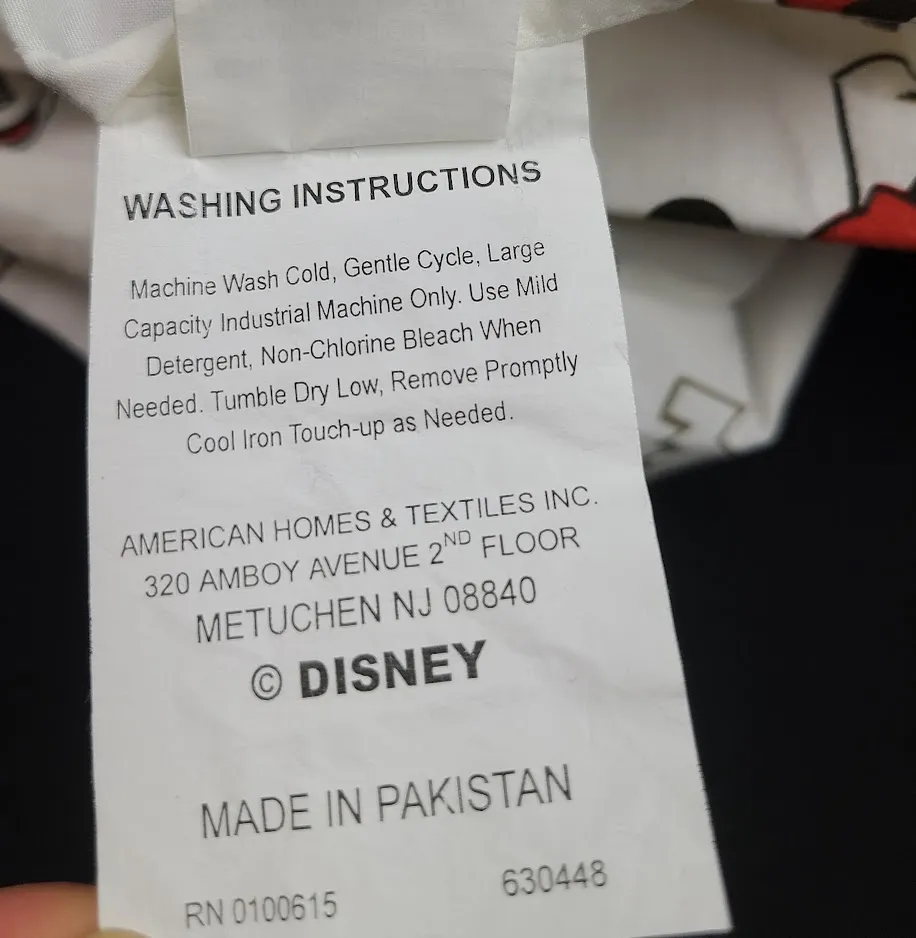 WASHING INSTRUCTIONS
Machine Wash Cold, Gentle Cycle, Large
Capacity Industrial Machine Only. Use Mild
Detergent, Non-Chlorine Bleach When
Needed. Tumble Dry Low, Remove Promptly
Cool Iron Touch-up as Needed.
AMERICAN HOMES & TEXTILES INC.
320 AMBOY AVENUE 2ND FLOOR
METUCHEN NJ 08840
© DISNEY
MADE IN PAKISTAN
RN 0100615 630448